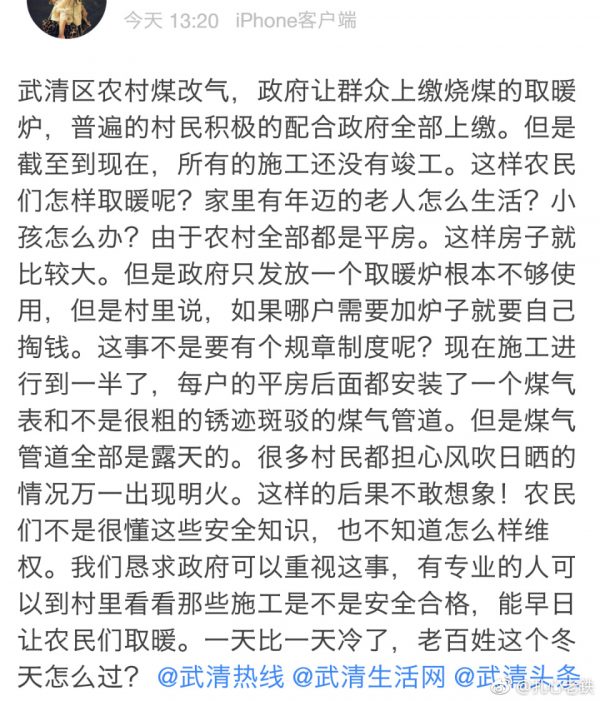 今天 13:20 iPhone客户端
武清区农村煤改气，政府让群众上缴烧煤的取暖
炉，普遍的村民积极的配合政府全部上缴。但是
截至到现在，所有的施工还没有竣工。这样农民
们怎样取暖呢？家里有年迈的老人怎么生活？小
孩怎么办？由于农村全部都是平房。这样房子就
比较大。但是政府只发放一个取暖炉根本不够使
用，但是村里说，如果哪户需要加炉子就要自己
掏钱。这事不是要有个规章制度呢？现在施工进
行到一半了，每户的平房后面都安装了一个煤气
表和不是很粗的锈迹斑驳的煤气管道。但是煤气
管道全部是露天的。很多村民都担心风吹日晒的
情况万一出现明火。这样的后果不敢想象！农民
们不是很懂这些安全知识，也不知道怎么样维
权。我们恳求政府可以重视这事，有专业的人可
以到村里看看那些施工是不是安全合格，能早日
让农民们取暖。一天比一天冷了，老百姓这个冬
天怎么过？ @武清热线 @武清生活网 @武清头条